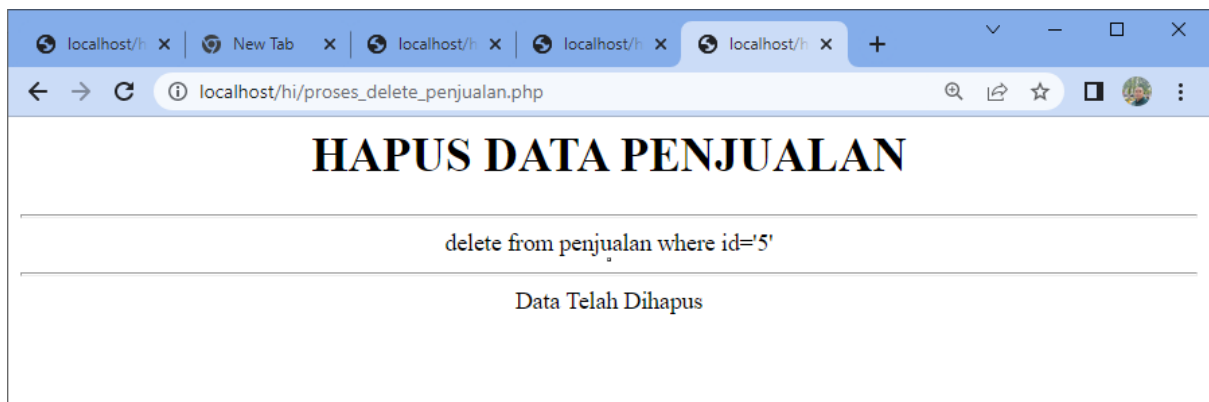 localhost/h
New Tab
localhost/h
localhost/h
localhost/h
localhost/hi/proses_delete_penjualan.php
HAPUS DATA PENJUALAN
delete from penjualan where id='5'
Data Telah Dihapus